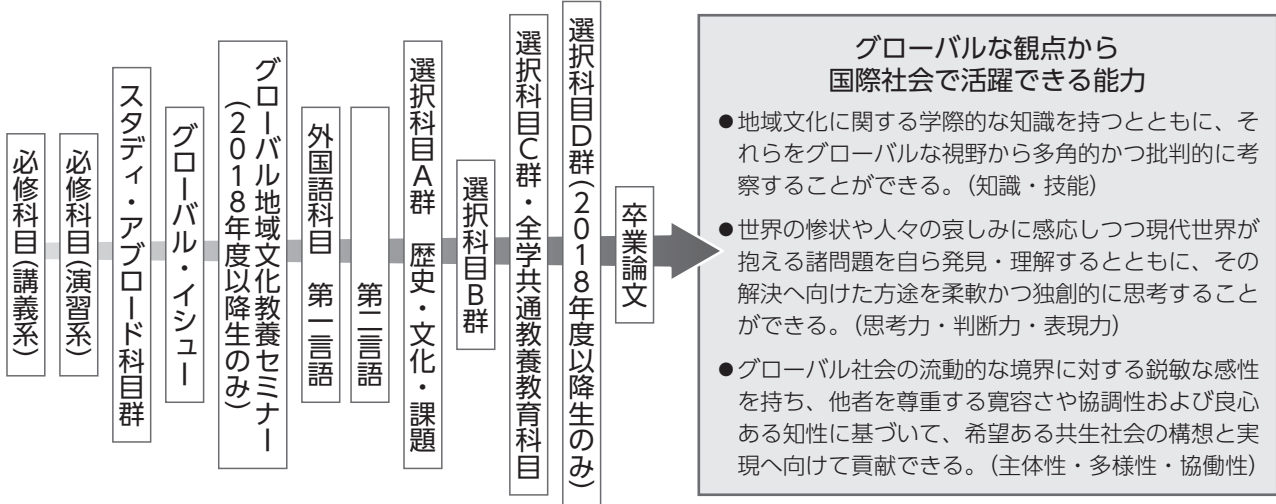 必修科目(講義系)
必修科目(演習系)
スタディ・アブロード科目群
グローバル・イシュー
グローバル地域文化教養セミナー
(2018年度以降生のみ)
外国語科目 第一言語
第二言語
選択科目A群 歴史・文化・課題
選択科目B群
選択科目C群・全学共通教養教育科目
選択科目D群(2018年度以降生のみ)
卒業論文
グローバルな観点から
国際社会で活躍できる能力
●地域文化に関する学際的な知識を持つとともに、そ
れらをグローバルな視野から多角的かつ批判的に考
察することができる。(知識・技能)
●世界の惨状や人々の哀しみに感応しつつ現代世界が
抱える諸問題を自ら発見・理解するとともに、その
解決へ向けた方途を柔軟かつ独創的に思考すること
ができる。(思考力・判断力・表現力)
●グローバル社会の流動的な境界に対する鋭敏な感性
を持ち、他者を尊重する寛容さや協調性および良心
ある知性に基づいて、希望ある共生社会の構想と実
現へ向けて貢献できる。(主体性・多様性・協働性)